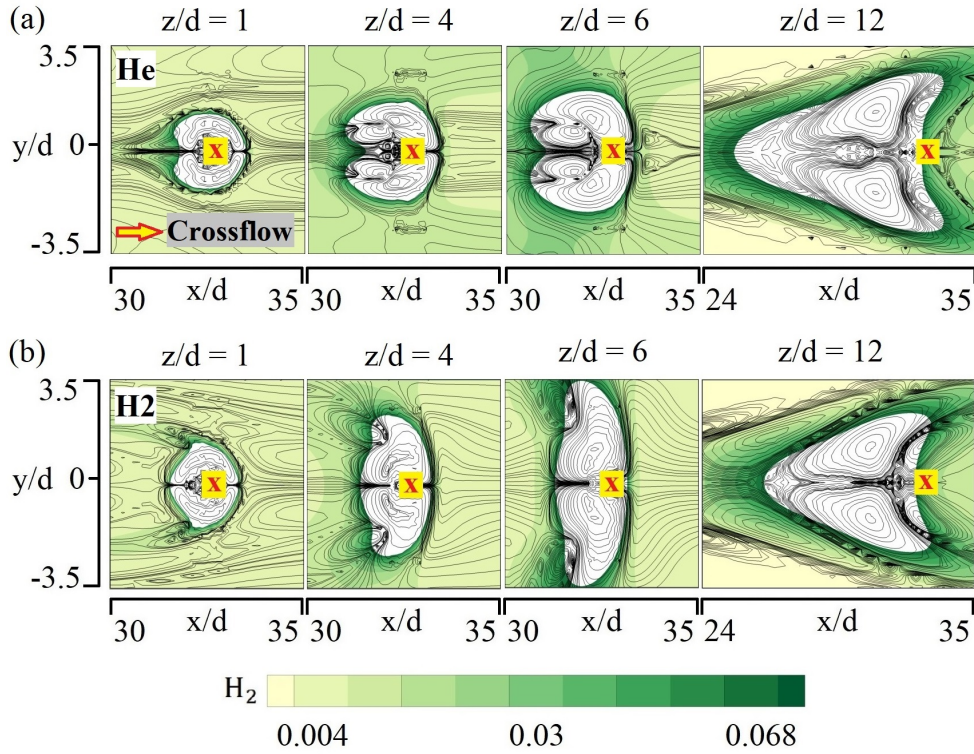 (a) z/d = 1 z/d = 4 z/d = 6 z/d = 12
3.5
He
y/d 0 x x x x
Crossflow
-3.5
30 x/d 35 30 x/d 35 30 x/d 35 24 x/d 35
(b) z/d = 1 z/d = 4 z/d = 6 z/d = 12
3.5
H2
y/d 0 x x x x
-3.5
30 x/d 35 30 x/d 35 30 x/d 35 24 x/d 35
H₂
0.004 0.03 0.068